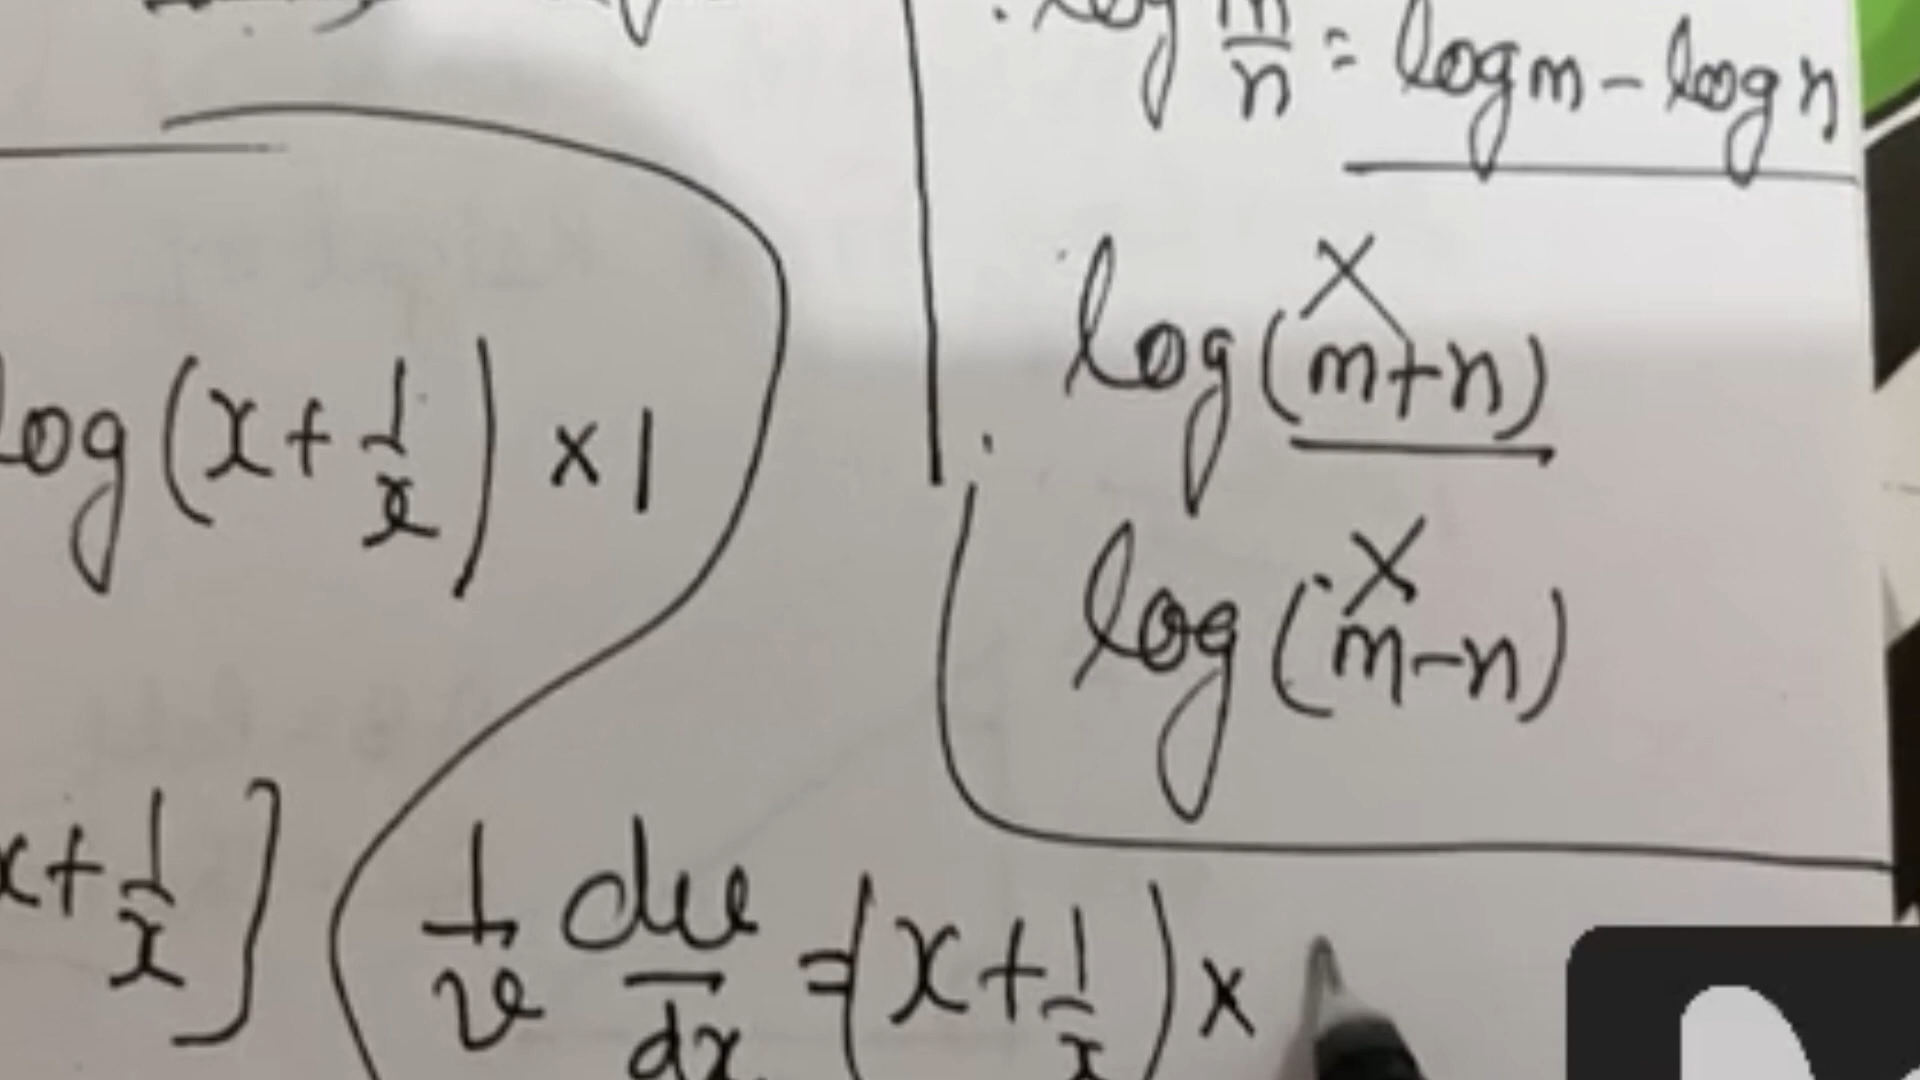 log m/n = log m - log n
log(m+n)
log(x + 1/x) × 1
log(m-n)
x + 1/x]
1/v dv/dx = (x + 1/x) ×